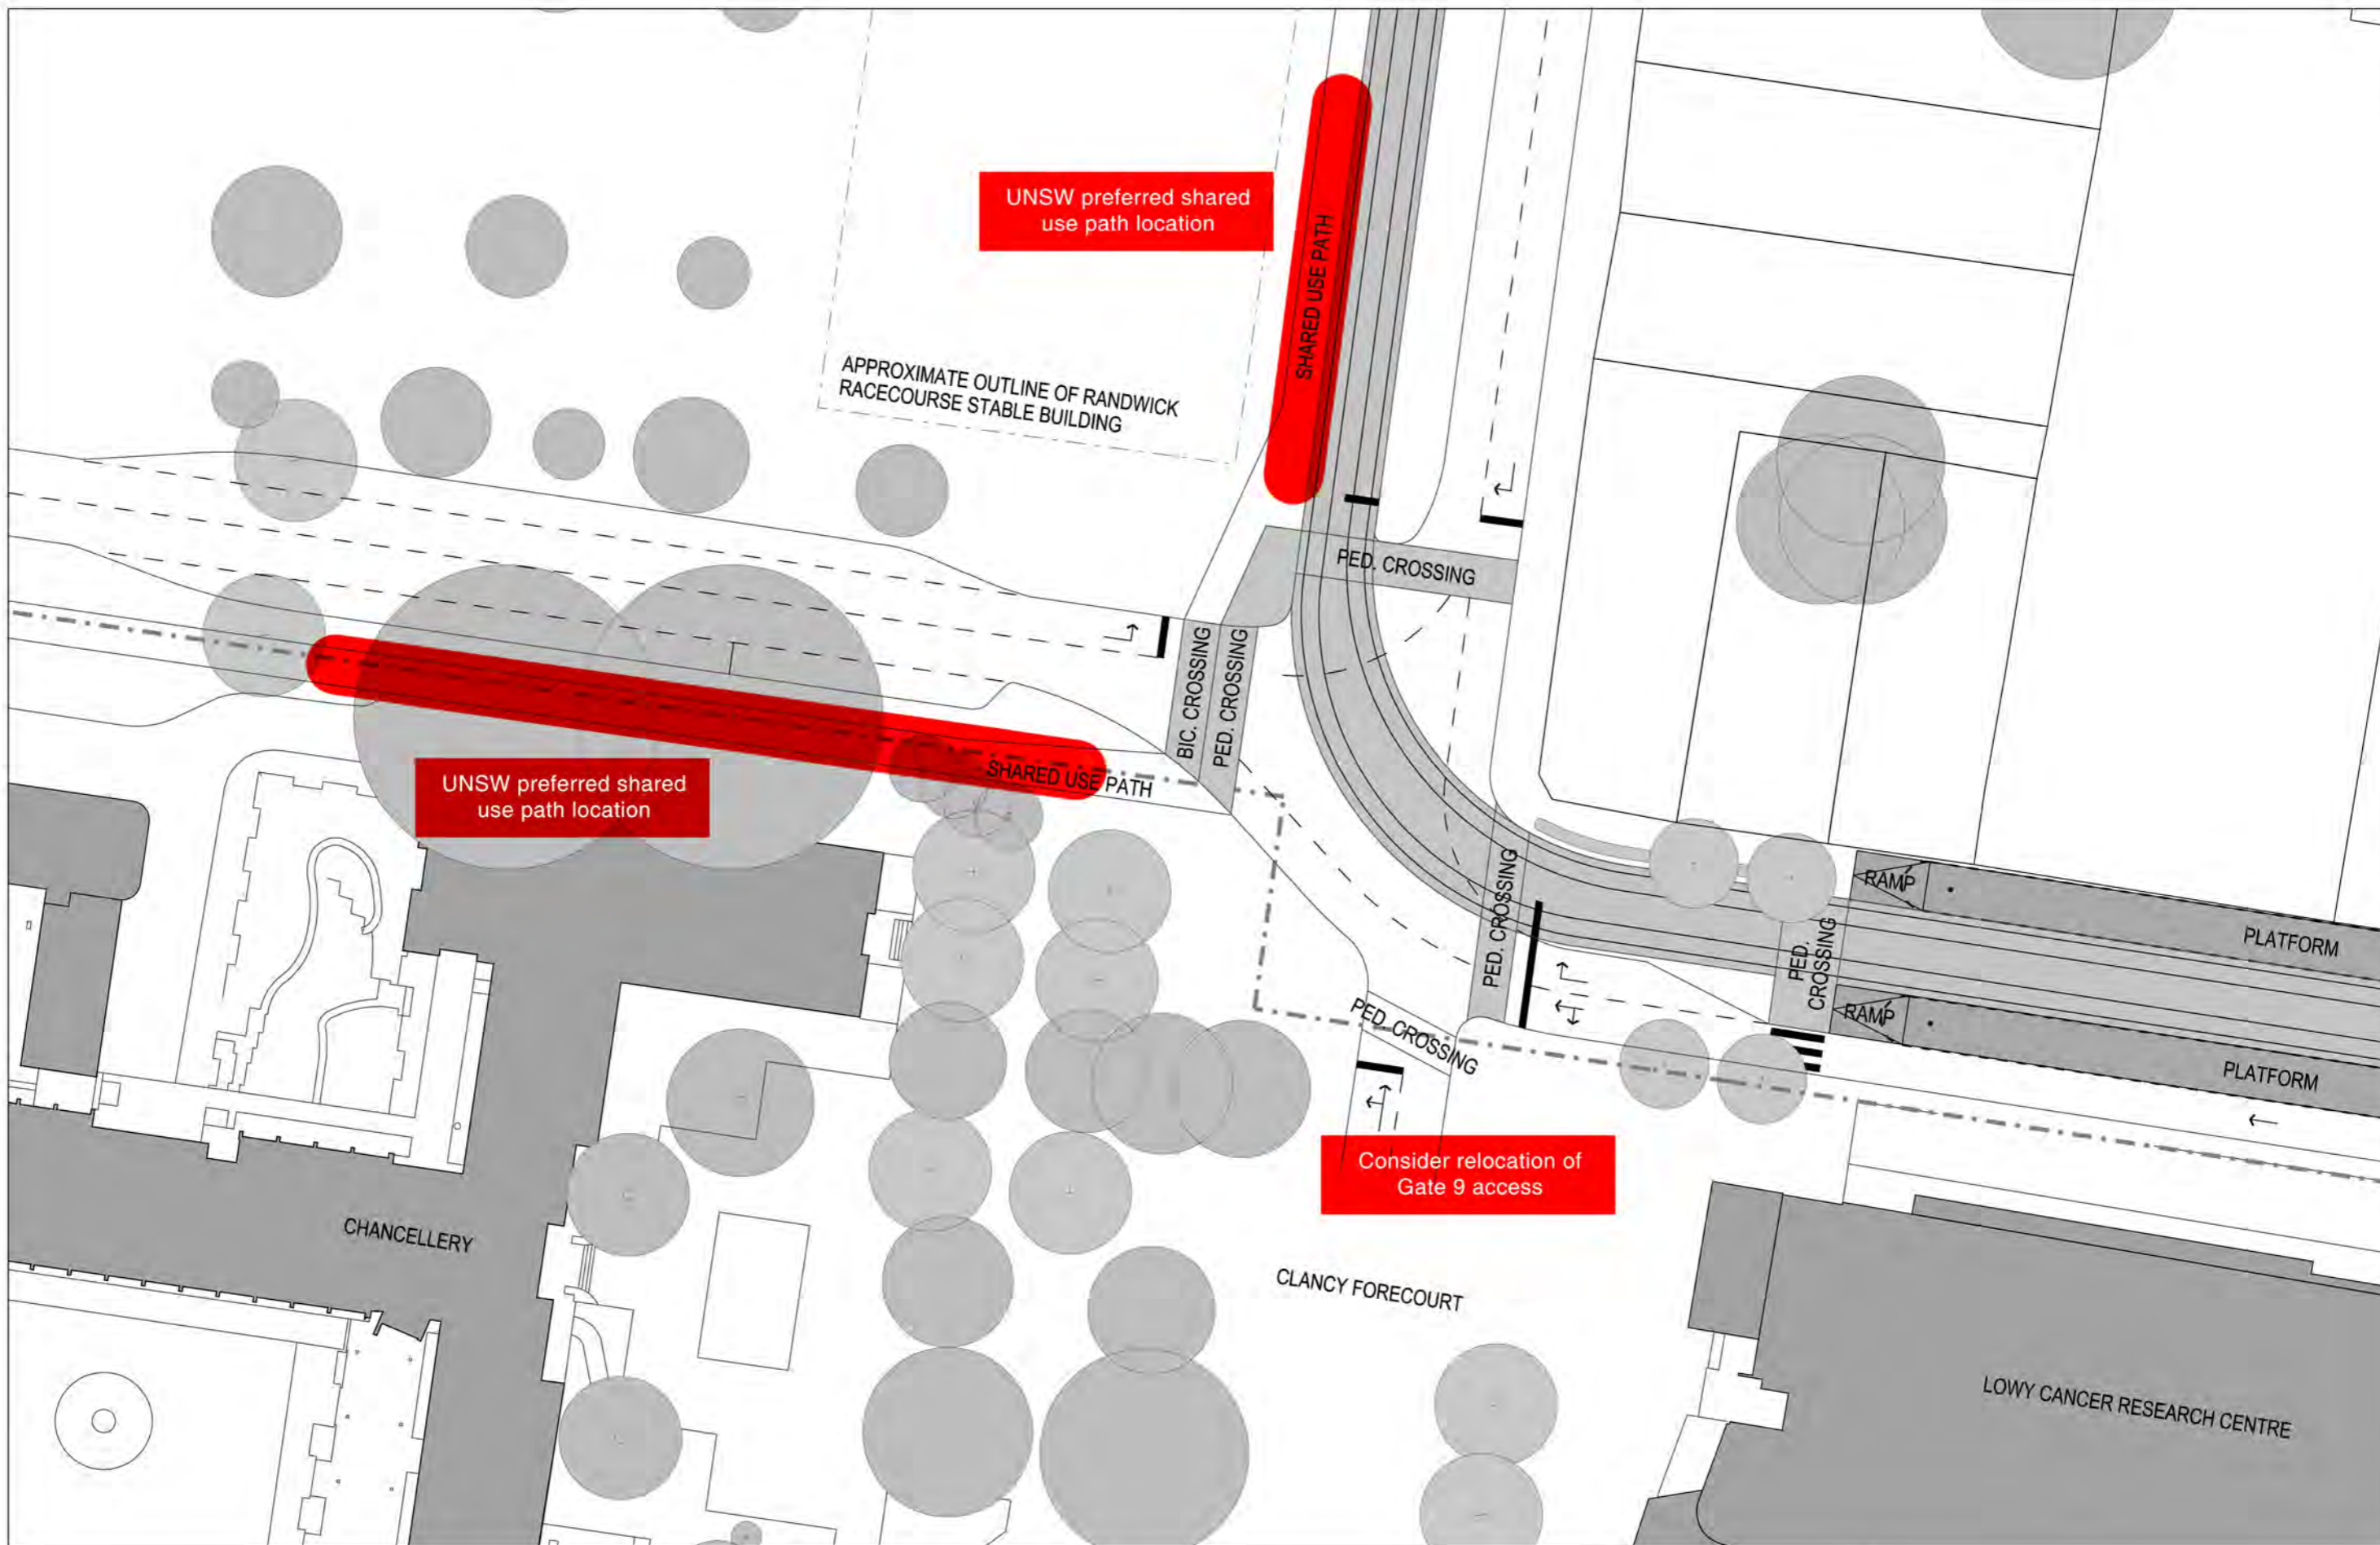 UNSW preferred shared
use path location
SHARED USE PATH
APPROXIMATE OUTLINE OF RANDWICK
RACECOURSE STABLE BUILDING
PED. CROSSING
BIC. CROSSING
PED. CROSSING
UNSW preferred shared
use path location
SHARED USE PATH
PED. CROSSING
RAMP
PLATFORM
PED.
CROSSING
RAMP
PLATFORM
PED. CROSSING
Consider relocation of
Gate 9 access
CHANCELLERY
CLANCY FORECOURT
LOWY CANCER RESEARCH CENTRE